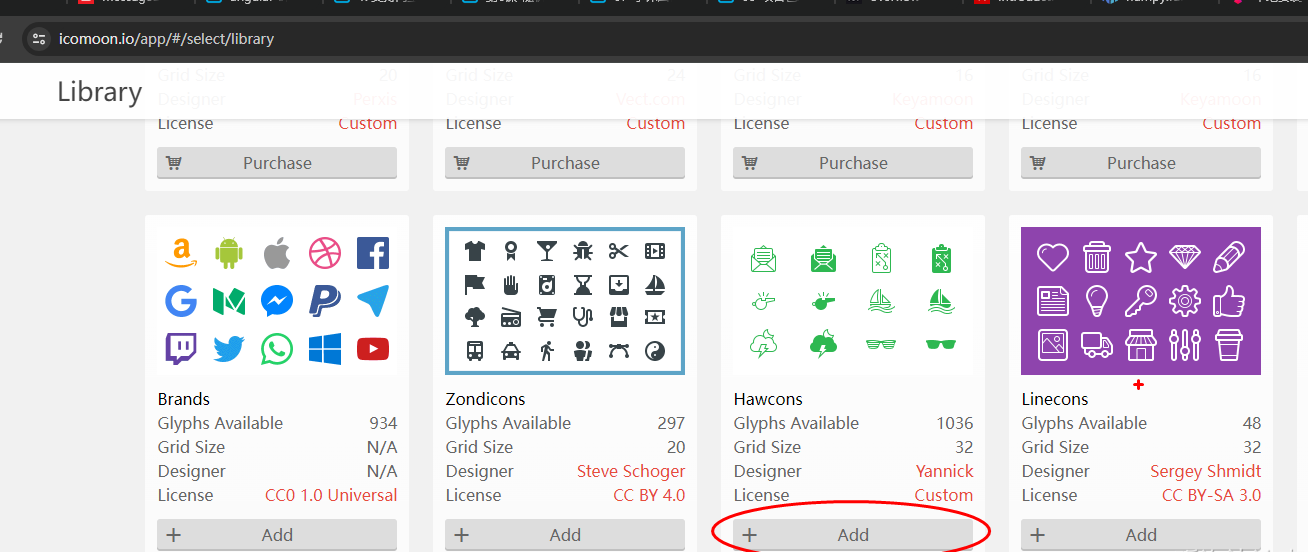 icomoon.io/app/#/select/library
Library
Grid Size 20
Designer Perxis
License Custom
Purchase
Grid Size 24
Designer Vect.com
License Custom
Purchase
Grid Size 16
Designer Keyamoon
License Custom
Purchase
Grid Size 16
Designer Keyamoon
License Custom
Purchase
Brands
Glyphs Available 934
Grid Size N/A
Designer N/A
License CC0 1.0 Universal
+ Add
Zondicons
Glyphs Available 297
Grid Size 20
Designer Steve Schoger
License CC BY 4.0
+ Add
Hawcons
Glyphs Available 1036
Grid Size 32
Designer Yannick
License Custom
+ Add
Linecons
Glyphs Available 48
Grid Size 32
Designer Sergey Shmidt
License CC BY-SA 3.0
+ Add